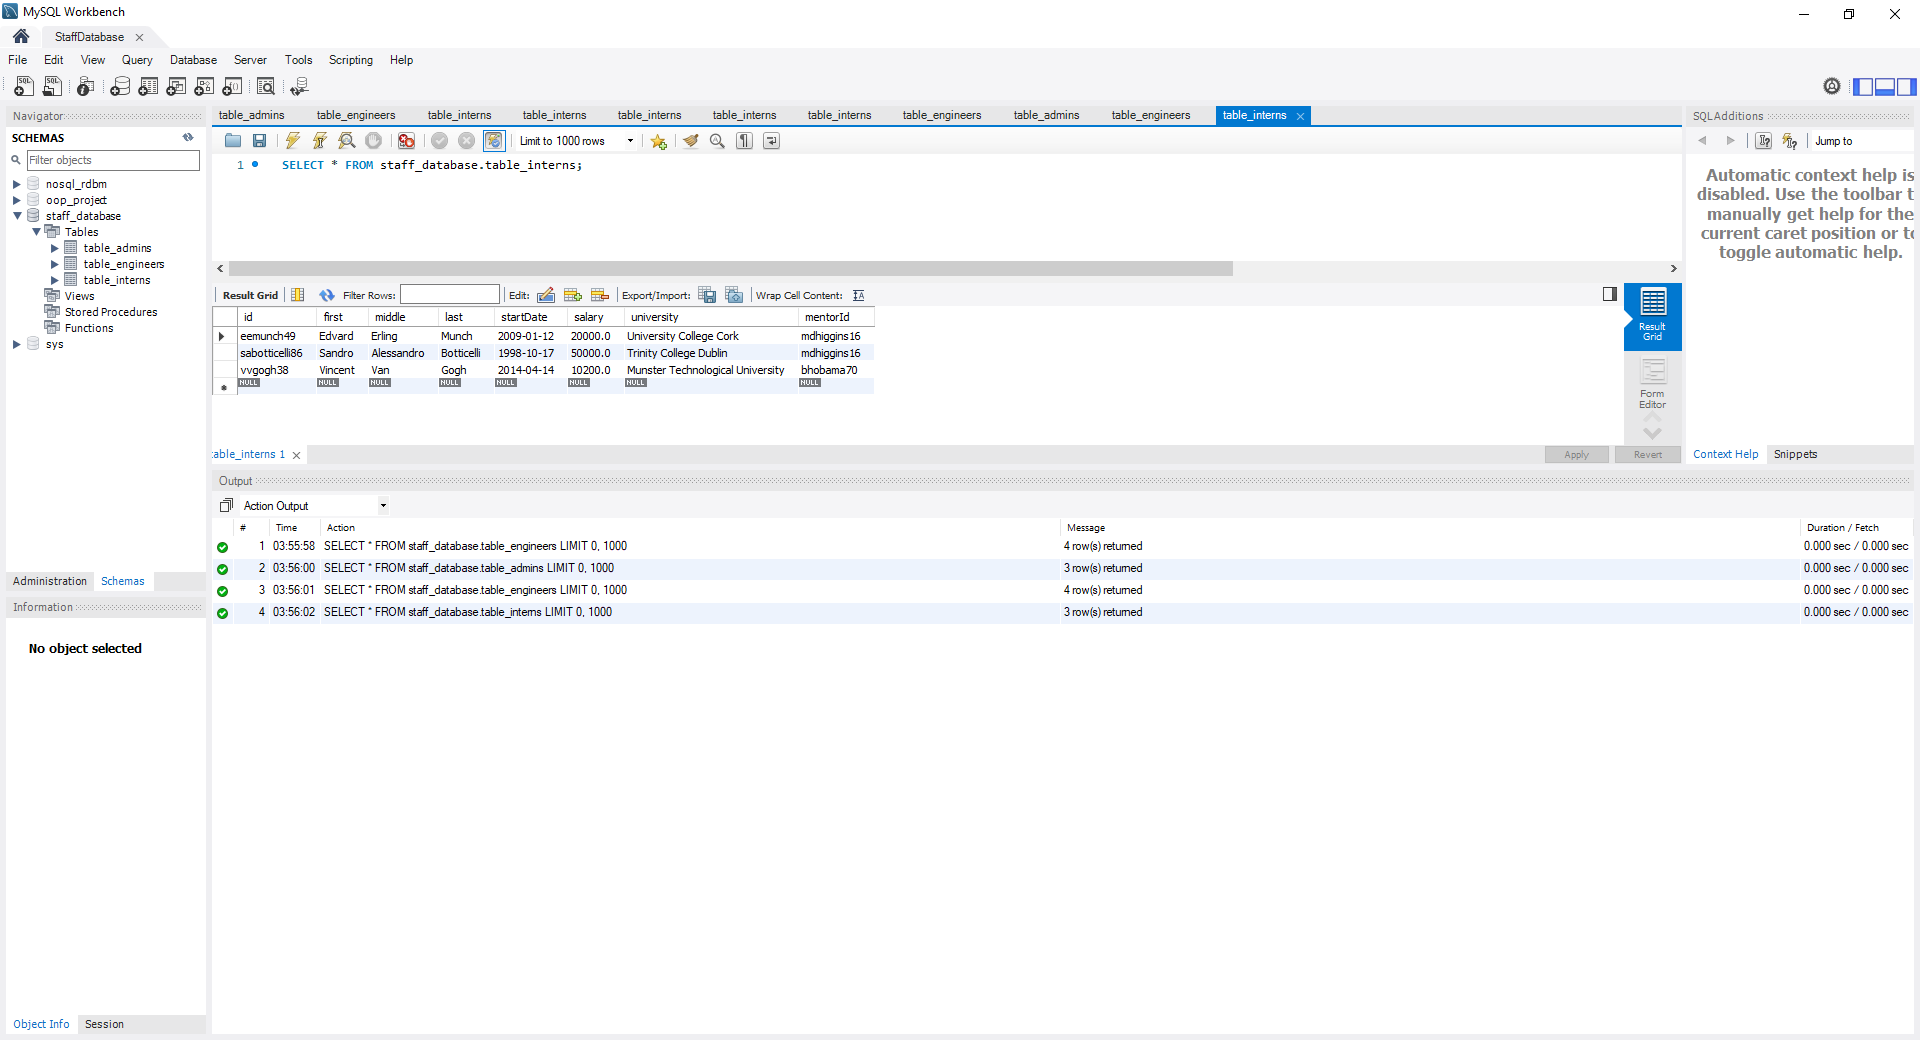 MySQL Workbench
StaffDatabase
File Edit View Query Database Server Tools Scripting Help
Navigator
SCHEMAS
Filter objects
nosql_rdbm
oop_project
staff_database
Tables
table_admins
table_engineers
table_interns
Views
Stored Procedures
Functions
sys
Administration Schemas
Information
No object selected
Object Info Session
table_admins table_engineers table_interns table_interns table_interns table_interns table_interns table_engineers table_admins table_engineers table_interns
Limit to 1000 rows
1 SELECT * FROM staff_database.table_interns;
Result Grid Filter Rows: Edit: Export/Import: Wrap Cell Content:
id first middle last startDate salary university mentorId
eemunch49 Edvard Erling Munch 2009-01-12 20000.0 University College Cork mdhiggins16
sabotticelli86 Sandro Alessandro Botticelli 1998-10-17 50000.0 Trinity College Dublin mdhiggins16
vvgogh38 Vincent Van Gogh 2014-04-14 10200.0 Munster Technological University bhobama70
NULL NULL NULL NULL NULL NULL NULL NULL
Result
Grid
Form
Editor
table_interns 1
Apply Revert
SQLAdditions
Jump to
Automatic context help is
disabled. Use the toolbar t
manually get help for the
current caret position or to
toggle automatic help.
Context Help Snippets
Output
Action Output
# Time Action Message Duration / Fetch
1 03:55:58 SELECT * FROM staff_database.table_engineers LIMIT 0, 1000 4 row(s) returned 0.000 sec / 0.000 sec
2 03:56:00 SELECT * FROM staff_database.table_admins LIMIT 0, 1000 3 row(s) returned 0.000 sec / 0.000 sec
3 03:56:01 SELECT * FROM staff_database.table_engineers LIMIT 0, 1000 4 row(s) returned 0.000 sec / 0.000 sec
4 03:56:02 SELECT * FROM staff_database.table_interns LIMIT 0, 1000 3 row(s) returned 0.000 sec / 0.000 sec